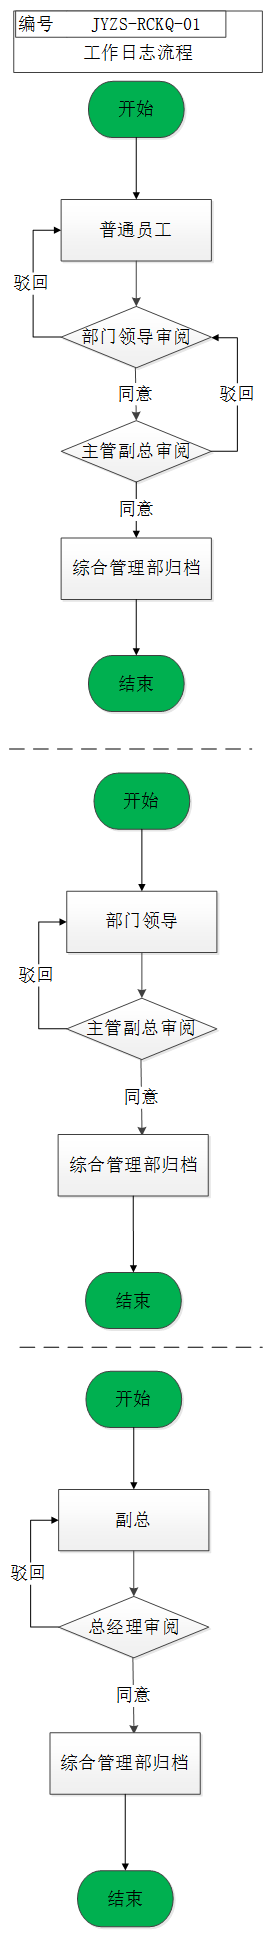 编号 JYZS-RCKQ-01
工作日志流程
开始
普通员工
驳回
部门领导审阅
同意
驳回
主管副总审阅
同意
综合管理部归档
结束
开始
部门领导
驳回
主管副总审阅
同意
综合管理部归档
结束
开始
副总
驳回
总经理审阅
同意
综合管理部归档
结束